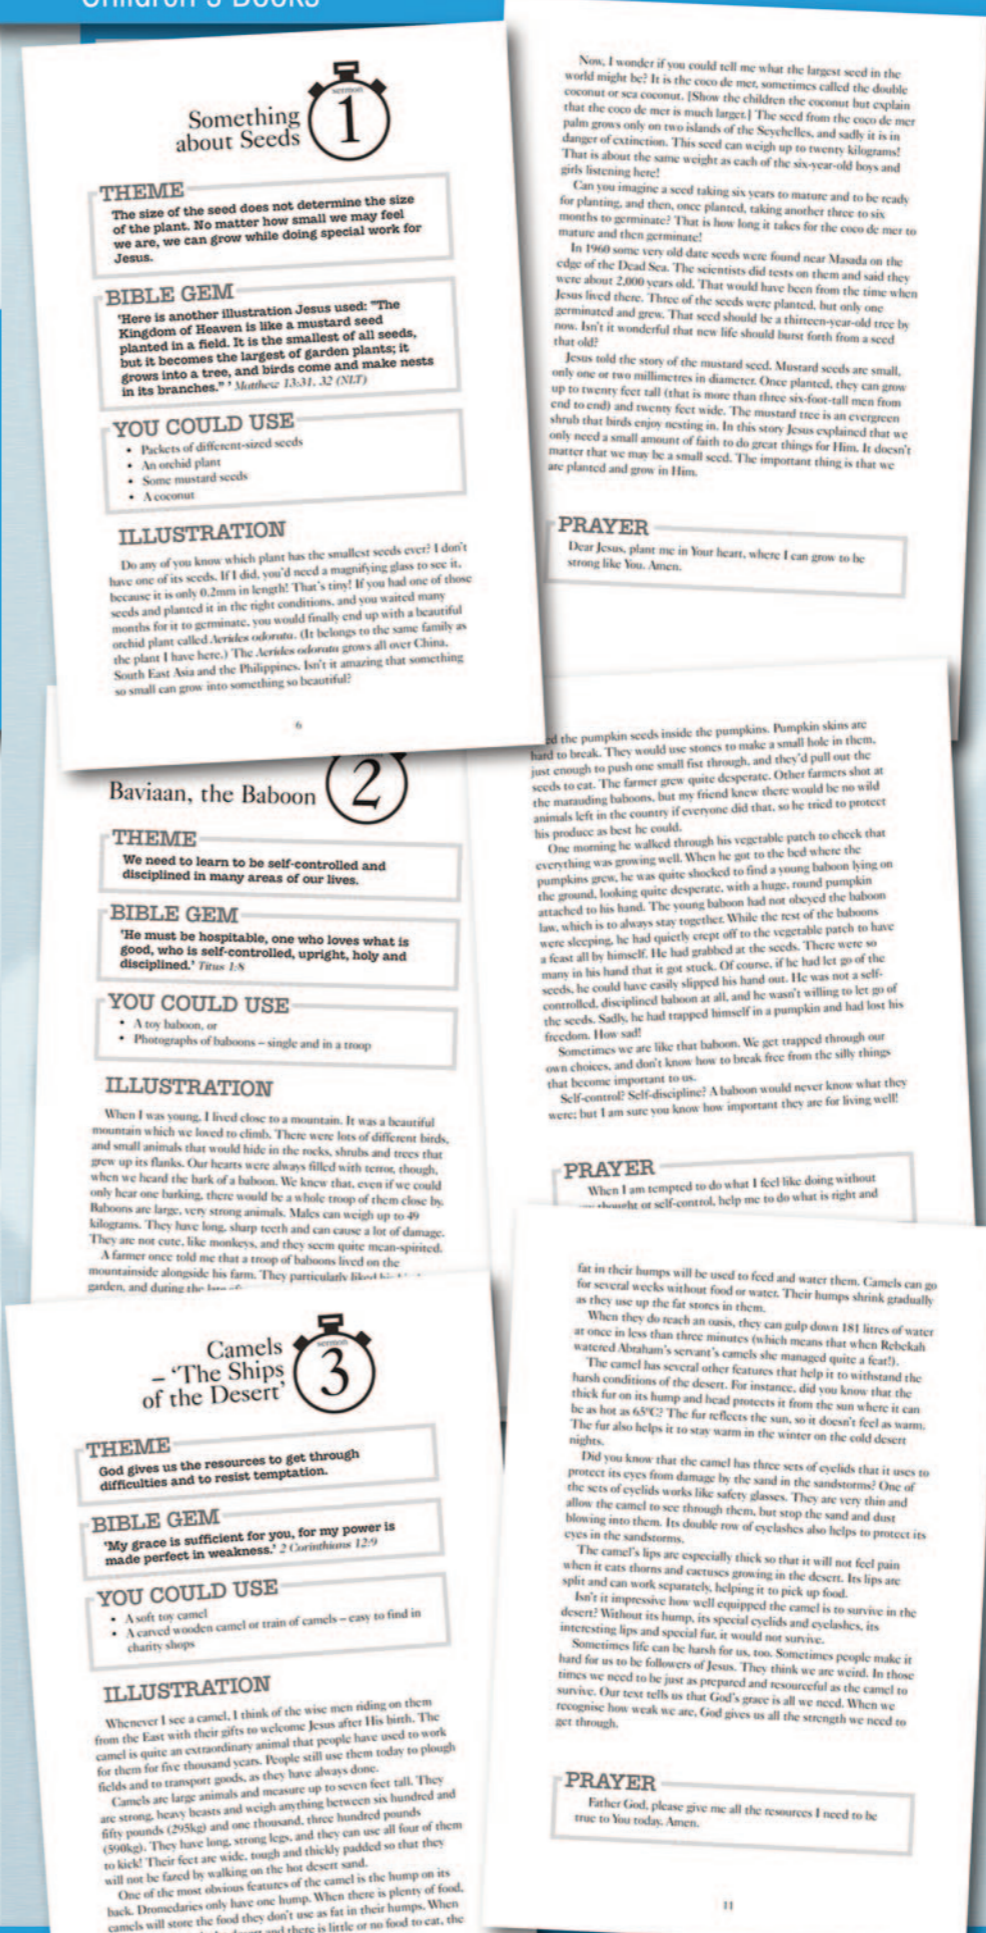 Children's Books
Something
about Seeds
sermon
1
THEME
The size of the seed does not determine the size
of the plant. No matter how small we may feel
we are, we can grow while doing special work for
Jesus.
BIBLE GEM
'Here is another illustration Jesus used: "The
Kingdom of Heaven is like a mustard seed
planted in a field. It is the smallest of all seeds,
but it becomes the largest of garden plants; it
grows into a tree, and birds come and make nests
in its branches." ' Matthew 13:31, 32 (NLT)
YOU COULD USE
• Packets of different-sized seeds
• An orchid plant
• Some mustard seeds
• A coconut
ILLUSTRATION
Do any of you know which plant has the smallest seeds ever? I don't
have one of its seeds. If I did, you'd need a magnifying glass to see it,
because it is only 0.2mm in length! That's tiny! If you had one of those
seeds and planted it in the right conditions, and you waited many
months for it to germinate, you would finally end up with a beautiful
orchid plant called Aerides odorata. (It belongs to the same family as
the plant I have here.) The Aerides odorata grows all over China,
South East Asia and the Philippines. Isn't it amazing that something
so small can grow into something so beautiful?
6
Now, I wonder if you could tell me what the largest seed in the
world might be? It is the coco de mer, sometimes called the double
coconut or sea coconut. [Show the children the coconut but explain
that the coco de mer is much larger.] The seed from the coco de mer
palm grows only on two islands of the Seychelles, and sadly it is in
danger of extinction. This seed can weigh up to twenty kilograms!
That is about the same weight as each of the six-year-old boys and
girls listening here!
Can you imagine a seed taking six years to mature and to be ready
for planting, and then, once planted, taking another three to six
months to germinate? That is how long it takes for the coco de mer to
mature and then germinate!
In 1960 some very old date seeds were found near Masada on the
edge of the Dead Sea. The scientists did tests on them and said they
were about 2,000 years old. That would have been from the time when
Jesus lived there. Three of the seeds were planted, but only one
germinated and grew. That seed should be a thirteen-year-old tree by
now. Isn't it wonderful that new life should burst forth from a seed
that old?
Jesus told the story of the mustard seed. Mustard seeds are small,
only one or two millimetres in diameter. Once planted, they can grow
up to twenty feet tall (that is more than three six-foot-tall men from
end to end) and twenty feet wide. The mustard tree is an evergreen
shrub that birds enjoy nesting in. In this story Jesus explained that we
only need a small amount of faith to do great things for Him. It doesn't
matter that we may be a small seed. The important thing is that we
are planted and grow in Him.
PRAYER
Dear Jesus, plant me in Your heart, where I can grow to be
strong like You. Amen.
Baviaan, the Baboon
2
THEME
We need to learn to be self-controlled and
disciplined in many areas of our lives.
BIBLE GEM
'He must be hospitable, one who loves what is
good, who is self-controlled, upright, holy and
disciplined.' Titus 1:8
YOU COULD USE
• A toy baboon, or
• Photographs of baboons – single and in a troop
ILLUSTRATION
When I was young, I lived close to a mountain. It was a beautiful
mountain which we loved to climb. There were lots of different birds,
and small animals that would hide in the rocks, shrubs and trees that
grew up its flanks. Our hearts were always filled with terror, though,
when we heard the bark of a baboon. We knew that, even if we could
only hear one barking, there would be a whole troop of them close by.
Baboons are large, very strong animals. Males can weigh up to 49
kilograms. They have long, sharp teeth and can cause a lot of damage.
They are not cute, like monkeys, and they seem quite mean-spirited.
A farmer once told me that a troop of baboons lived on the
mountainside alongside his farm. They particularly liked his
garden, and during the
the pumpkin seeds inside the pumpkins. Pumpkin skins are
hard to break. They would use stones to make a small hole in them,
just enough to push one small fist through, and they'd pull out the
seeds to eat. The farmer grew quite desperate. Other farmers shot at
the marauding baboons, but my friend knew there would be no wild
animals left in the country if everyone did that, so he tried to protect
his produce as best he could.
One morning he walked through his vegetable patch to check that
everything was growing well. When he got to the bed where the
pumpkins grew, he was quite shocked to find a young baboon lying on
the ground, looking quite desperate, with a huge, round pumpkin
attached to his hand. The young baboon had not obeyed the baboon
law, which is to always stay together. While the rest of the baboons
were sleeping, he had quietly crept off to the vegetable patch to have
a feast all by himself. He had grabbed at the seeds. There were so
many in his hand that it got stuck. Of course, if he had let go of the
seeds, he could have easily slipped his hand out. He was not a self-
controlled, disciplined baboon at all, and he wasn't willing to let go of
the seeds. Sadly, he had trapped himself in a pumpkin and had lost his
freedom. How sad!
Sometimes we are like that baboon. We get trapped through our
own choices, and don't know how to break free from the silly things
that become important to us.
Self-control? Self-discipline? A baboon would never know what they
were; but I am sure you know how important they are for living well!
PRAYER
When I am tempted to do what I feel like doing without
thought or self-control, help me to do what is right and
Camels
– 'The Ships
of the Desert'
sermon
3
THEME
God gives us the resources to get through
difficulties and to resist temptation.
BIBLE GEM
'My grace is sufficient for you, for my power is
made perfect in weakness.' 2 Corinthians 12:9
YOU COULD USE
• A soft toy camel
• A carved wooden camel or train of camels – easy to find in
charity shops
ILLUSTRATION
Whenever I see a camel, I think of the wise men riding on them
from the East with their gifts to welcome Jesus after His birth. The
camel is quite an extraordinary animal that people have used to work
for them for five thousand years. People still use them today to plough
fields and to transport goods, as they have always done.
Camels are large animals and measure up to seven feet tall. They
are strong, heavy beasts and weigh anything between six hundred and
fifty pounds (295kg) and one thousand, three hundred pounds
(590kg). They have long, strong legs, and they can use all four of them
to kick! Their feet are wide, tough and thickly padded so that they
will not be fazed by walking on the hot desert sand.
One of the most obvious features of the camel is the hump on its
back. Dromedaries only have one hump. When there is plenty of food,
camels will store the food they don't use as fat in their humps. When
desert and there is little or no food to eat, the
fat in their humps will be used to feed and water them. Camels can go
for several weeks without food or water. Their humps shrink gradually
as they use up the fat stores in them.
When they do reach an oasis, they can gulp down 181 litres of water
at once in less than three minutes (which means that when Rebekah
watered Abraham's servant's camels she managed quite a feat!).
The camel has several other features that help it to withstand the
harsh conditions of the desert. For instance, did you know that the
thick fur on its hump and head protects it from the sun where it can
be as hot as 65°C? The fur reflects the sun, so it doesn't feel as warm.
The fur also helps it to stay warm in the winter on the cold desert
nights.
Did you know that the camel has three sets of eyelids that it uses to
protect its eyes from damage by the sand in the sandstorms? One of
the sets of eyelids works like safety glasses. They are very thin and
allow the camel to see through them, but stop the sand and dust
blowing into them. Its double row of eyelashes also helps to protect its
eyes in the sandstorms.
The camel's lips are especially thick so that it will not feel pain
when it eats thorns and cactuses growing in the desert. Its lips are
split and can work separately, helping it to pick up food.
Isn't it impressive how well equipped the camel is to survive in the
desert? Without its hump, its special eyelids and eyelashes, its
interesting lips and special fur, it would not survive.
Sometimes life can be harsh for us, too. Sometimes people make it
hard for us to be followers of Jesus. They think we are weird. In those
times we need to be just as prepared and resourceful as the camel to
survive. Our text tells us that God's grace is all we need. When we
recognise how weak we are, God gives us all the strength we need to
get through.
PRAYER
Father God, please give me all the resources I need to be
true to You today. Amen.
11